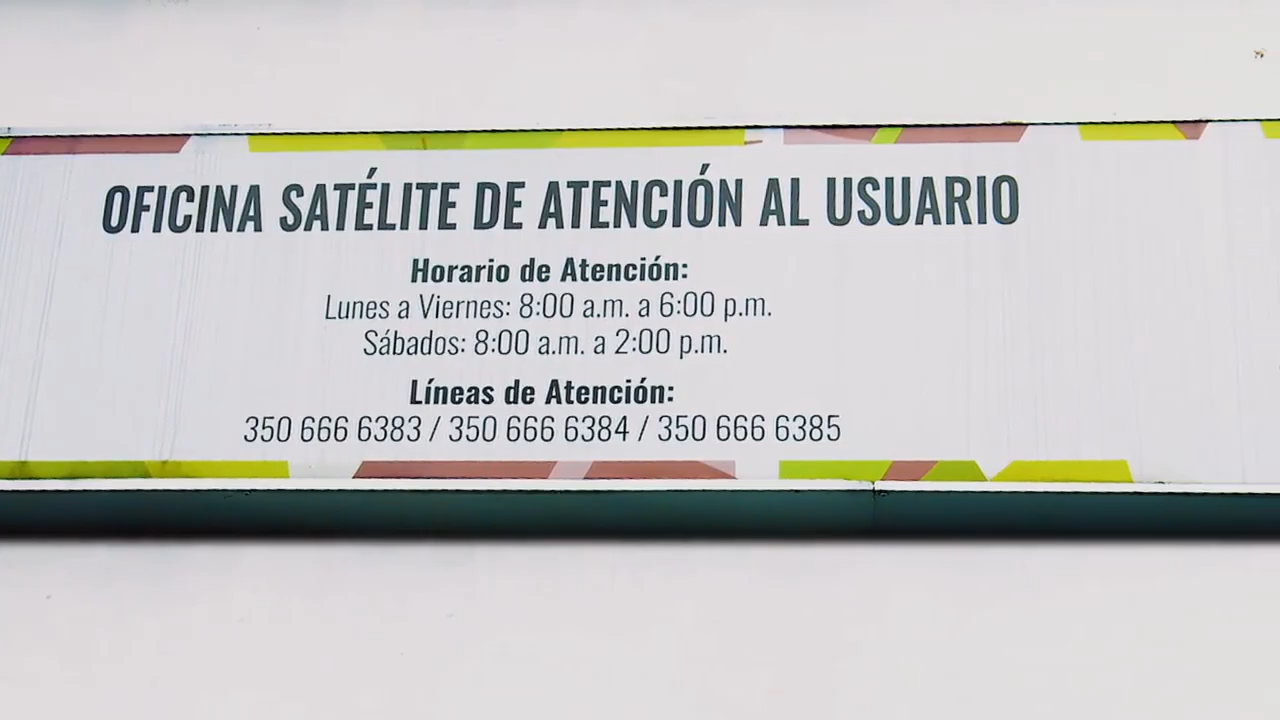 OFICINA SATÉLITE DE ATENCIÓN AL USUARIO
Horario de Atención:
Lunes a Viernes: 8:00 a.m. a 6:00 p.m.
Sábados: 8:00 a.m. a 2:00 p.m.
Líneas de Atención:
350 666 6383 / 350 666 6384 / 350 666 6385